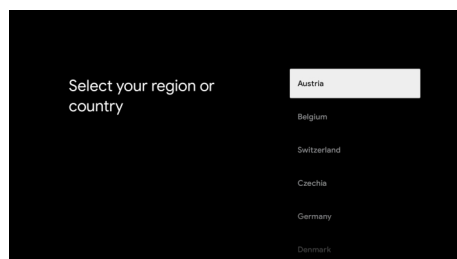 Select your region or
country
Austria
Belgium
Switzerland
Czechia
Germany
Denmark